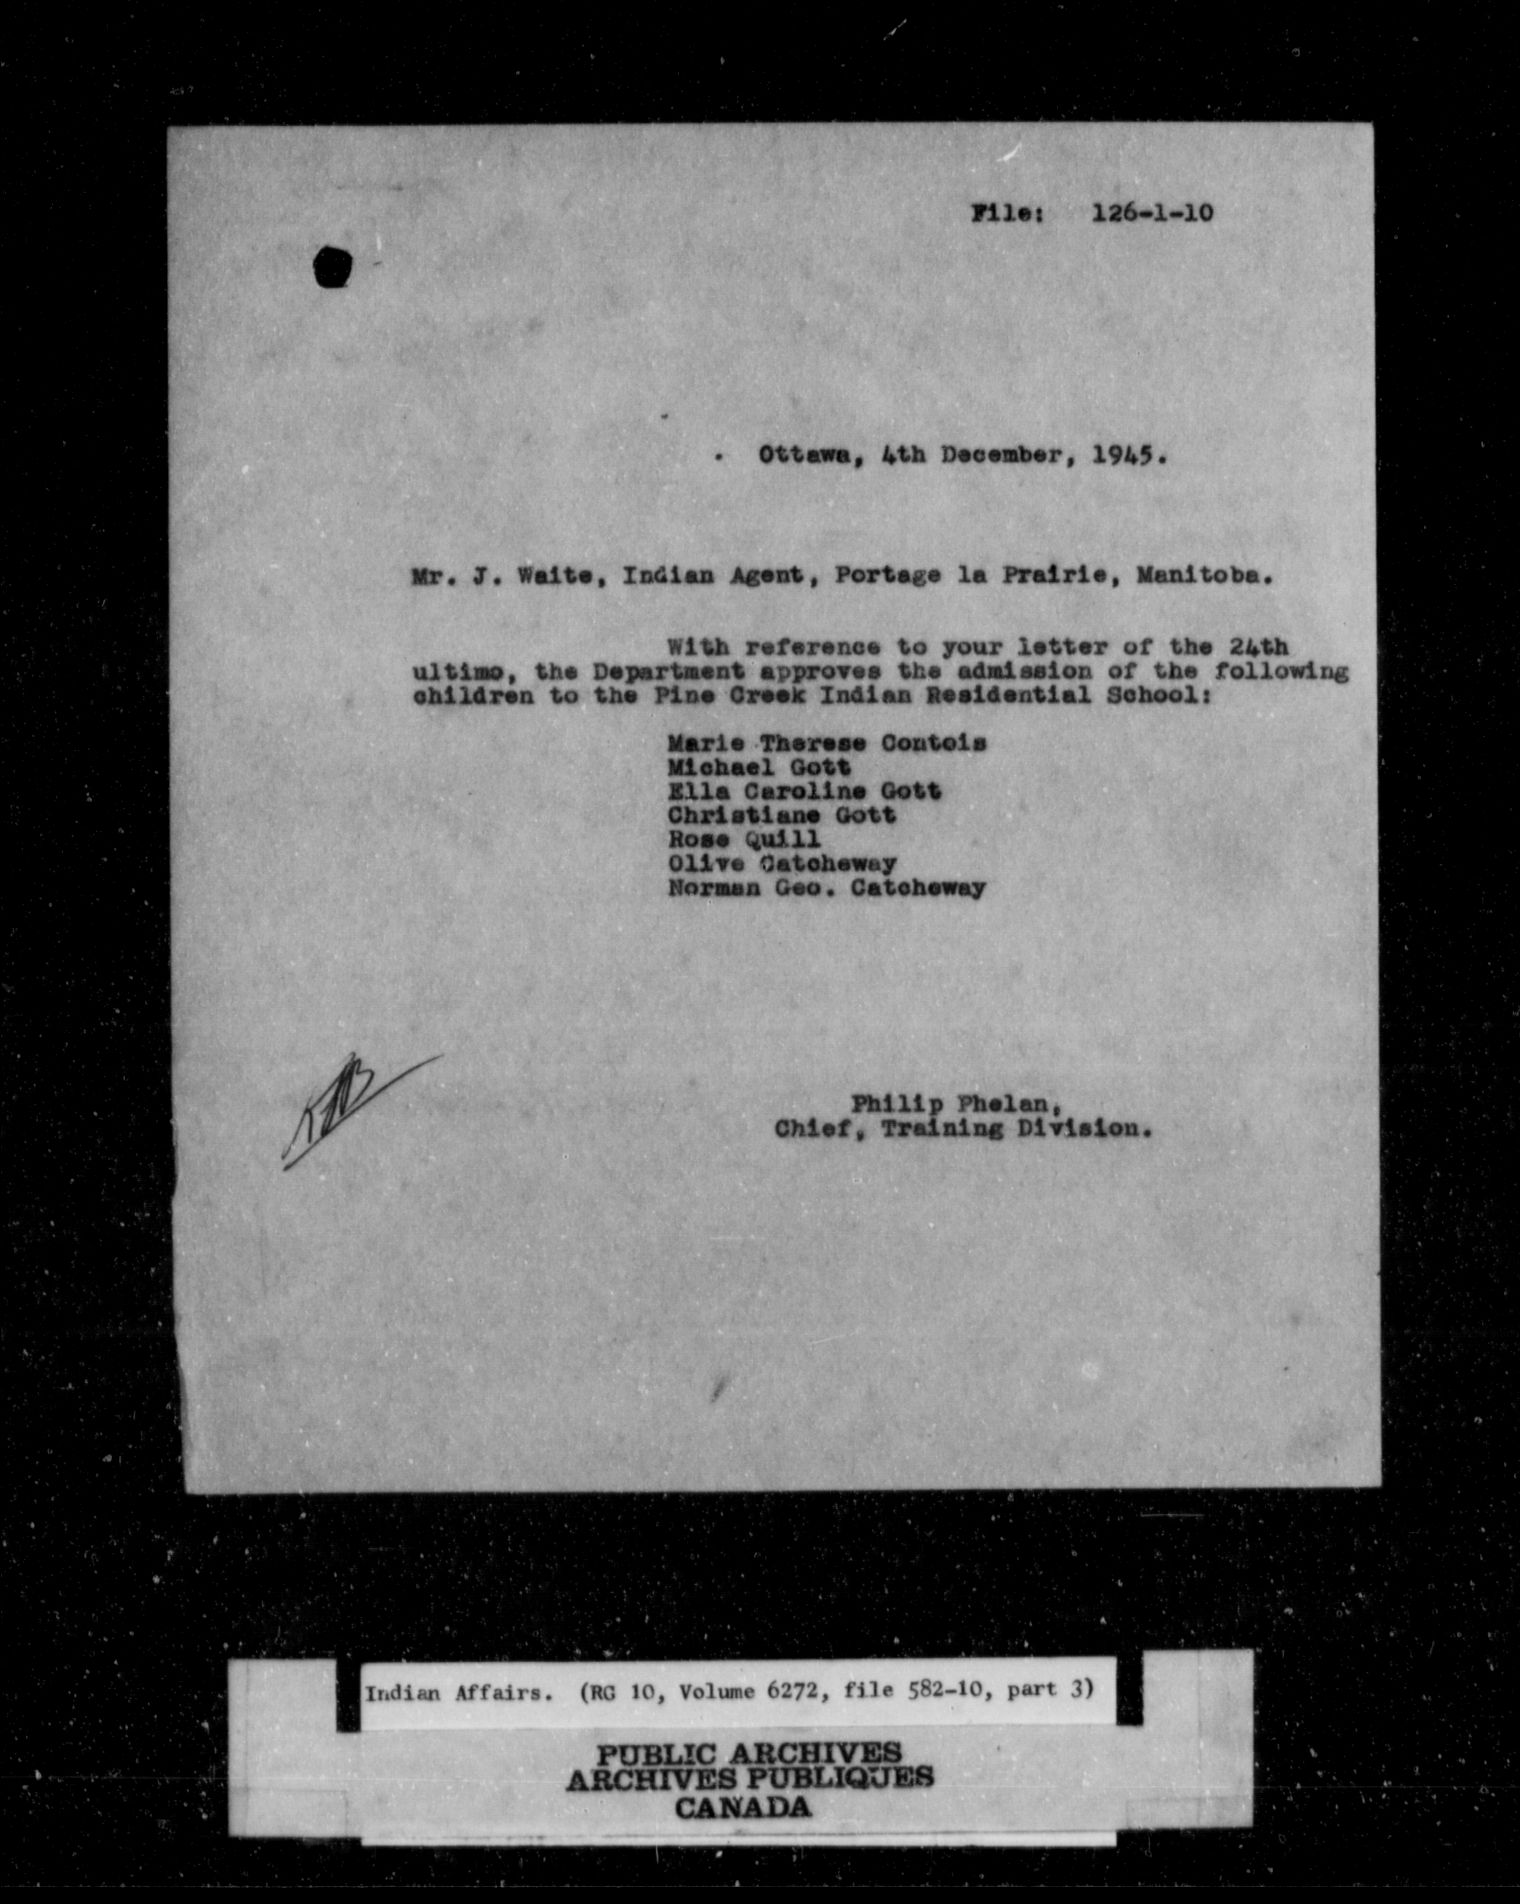 File: 126-1-10
Ottawa, 4th December, 1945.
Mr. J. Waite, Indian Agent, Portage la Prairie, Manitoba.
With reference to your letter of the 24th
ultimo, the Department approves the admission of the following
children to the Pine Creek Indian Residential School:
Marie Therese Contois
Michael Gott
Ella Caroline Gott
Christiane Gott
Rose Quill
Olive Catcheway
Norman Geo. Catcheway
Philip Phelan,
Chief, Training Division.
Indian Affairs. (RG 10, Volume 6272, file 582-10, part 3)
PUBLIC ARCHIVES
ARCHIVES PUBLIQUES
CANADA